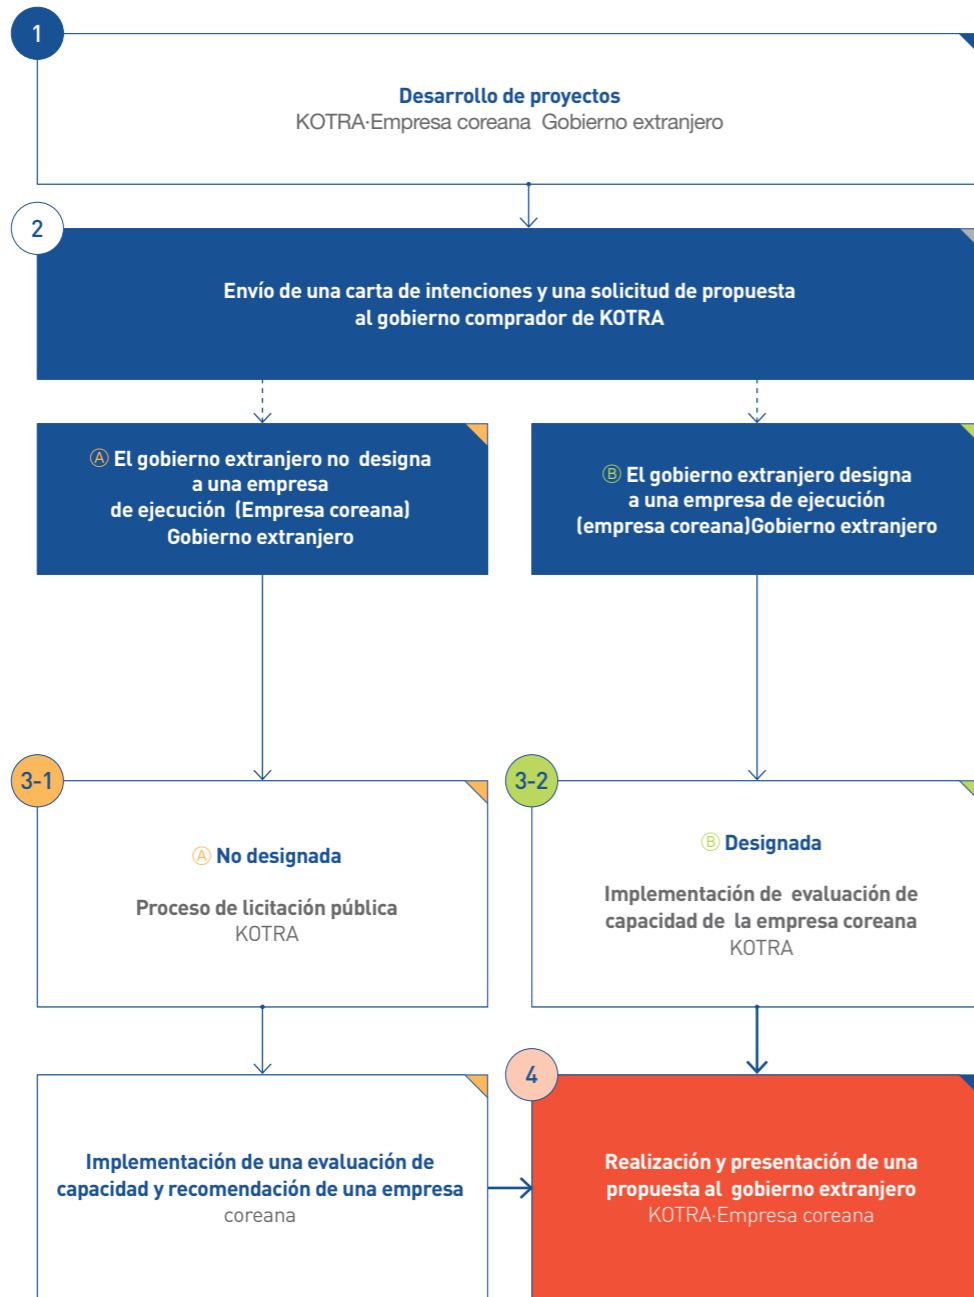 1
Desarrollo de proyectos
KOTRA·Empresa coreana Gobierno extranjero
2
Envío de una carta de intenciones y una solicitud de propuesta
al gobierno comprador de KOTRA
Ⓐ El gobierno extranjero no designa
a una empresa
de ejecución (Empresa coreana)
Gobierno extranjero
Ⓑ El gobierno extranjero designa
a una empresa de ejecución
(empresa coreana)Gobierno extranjero
3-1
Ⓐ No designada
Proceso de licitación pública
KOTRA
3-2
Ⓑ Designada
Implementación de evaluación de
capacidad de la empresa coreana
KOTRA
Implementación de una evaluación de
capacidad y recomendación de una empresa
coreana
4
Realización y presentación de una
propuesta al gobierno extranjero
KOTRA·Empresa coreana